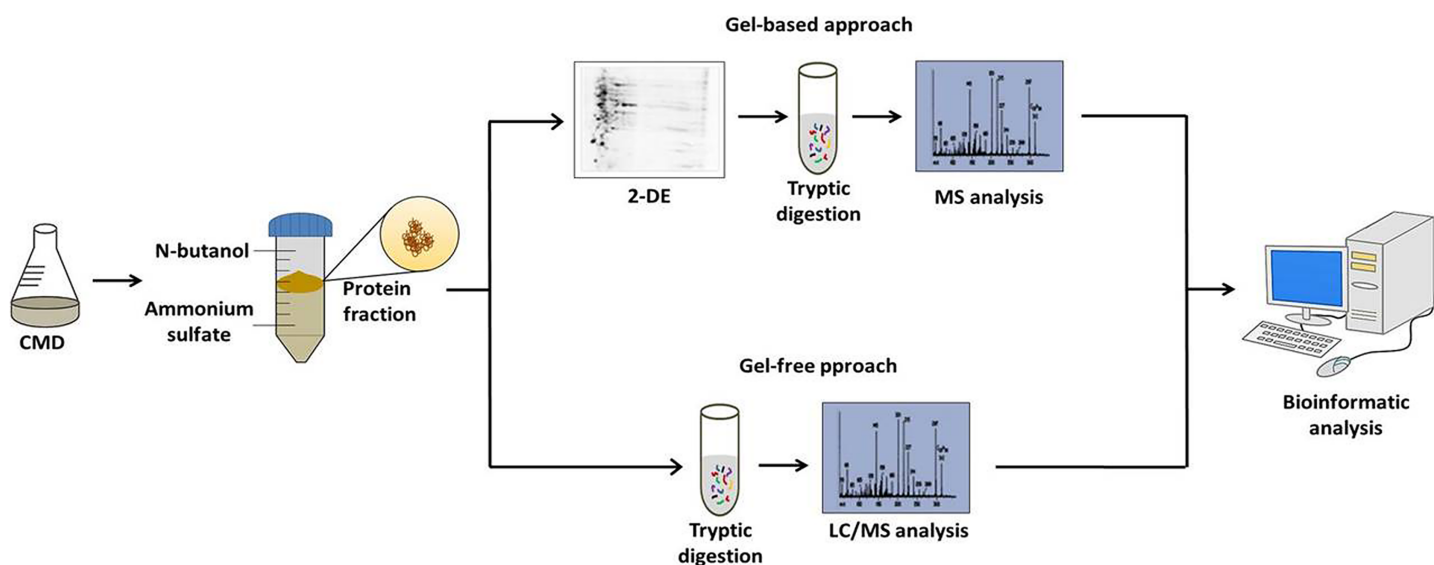 Gel-based approach
2-DE
Tryptic
digestion
MS analysis
N-butanol
Ammonium
sulfate
Protein
fraction
CMD
Gel-free pproach
Tryptic
digestion
LC/MS analysis
Bioinformatic
analysis